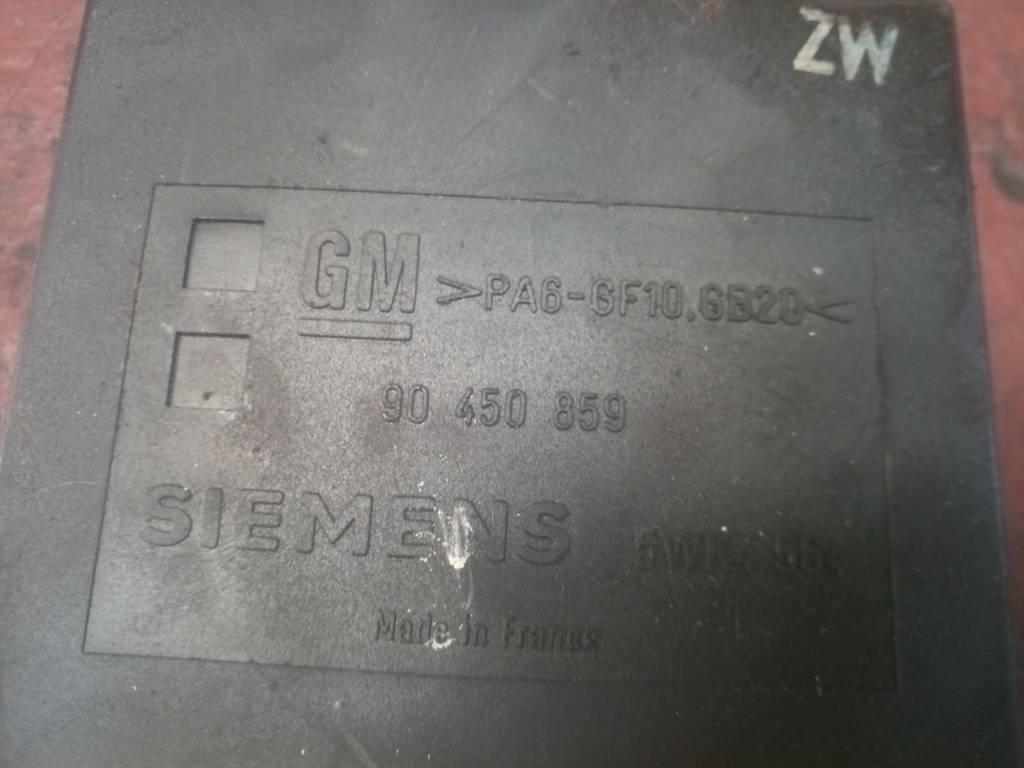 ZW
GM >PA6-GF10.GB20<
90 450 859
SIEMENS
Made in France